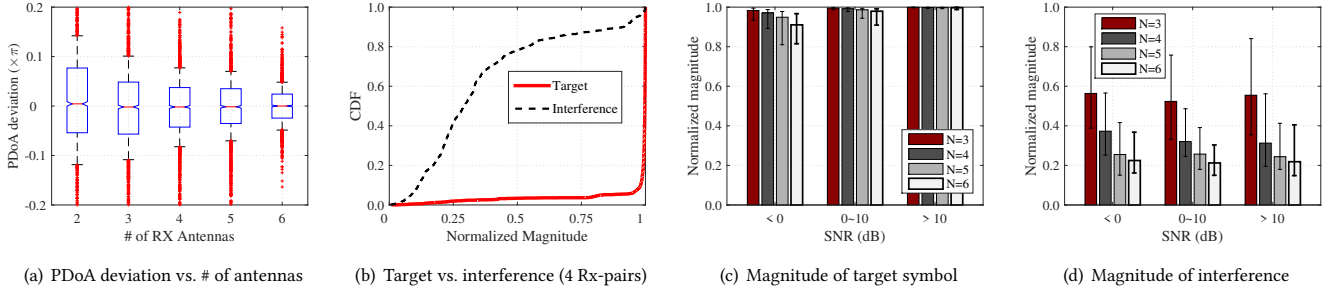 PDoA deviation (×π)
0.2
0.1
0
-0.1
-0.2
2 3 4 5 6
# of RX Antennas
(a) PDoA deviation vs. # of antennas
CDF
1.0
0.8
0.6
0.4
0.2
0
Target
Interference
0 0.25 0.5 0.75 1
Normalized Magnitude
(b) Target vs. interference (4 Rx-pairs)
Normalized magnitude
1.0
0.8
0.6
0.4
0.2
0.0
N=3
N=4
N=5
N=6
< 0 0~10 > 10
SNR (dB)
(c) Magnitude of target symbol
Normalized magnitude
1.0
0.8
0.6
0.4
0.2
0.0
N=3
N=4
N=5
N=6
< 0 0~10 > 10
SNR (dB)
(d) Magnitude of interference